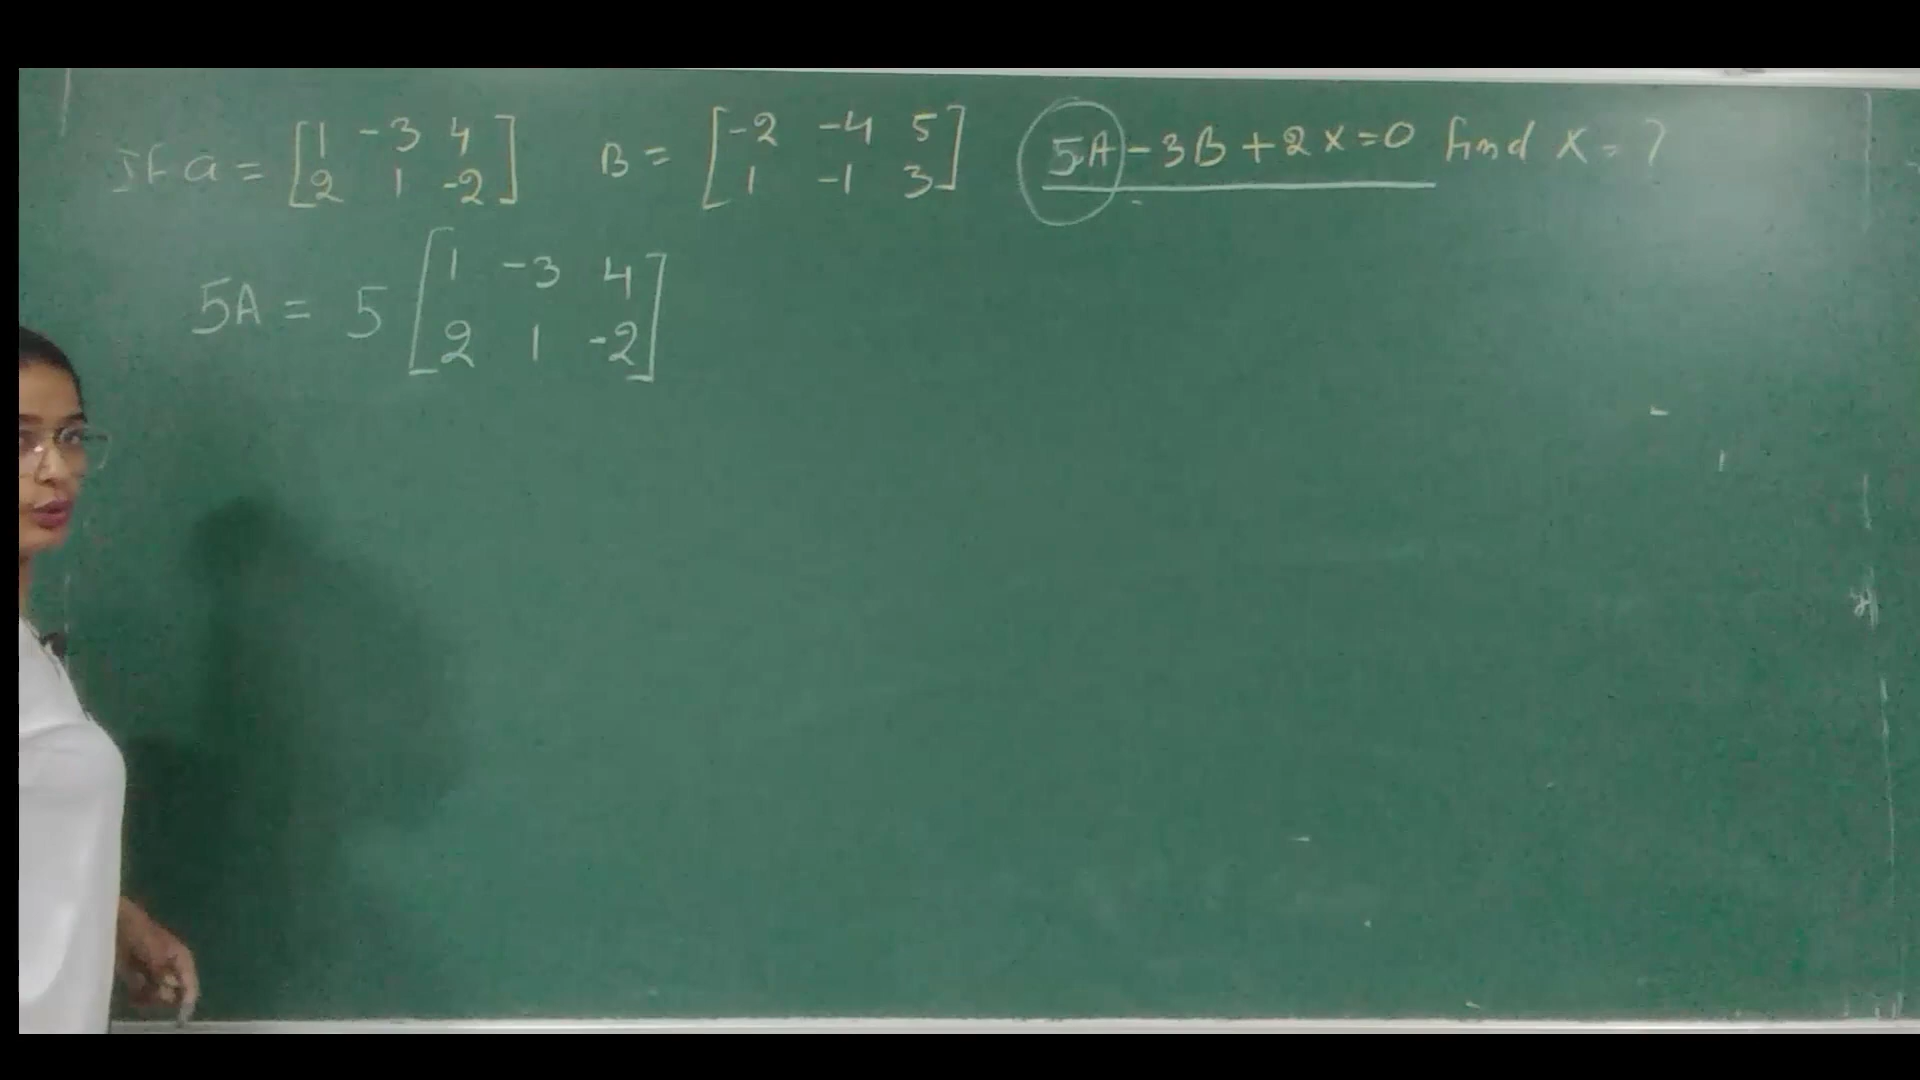 If a = [1 -3 4 B = [-2 -4 5 5A - 3B + 2x = 0 find x = ?
2 1 -2] 1 -1 3]
5A = 5 [1 -3 4
2 1 -2]